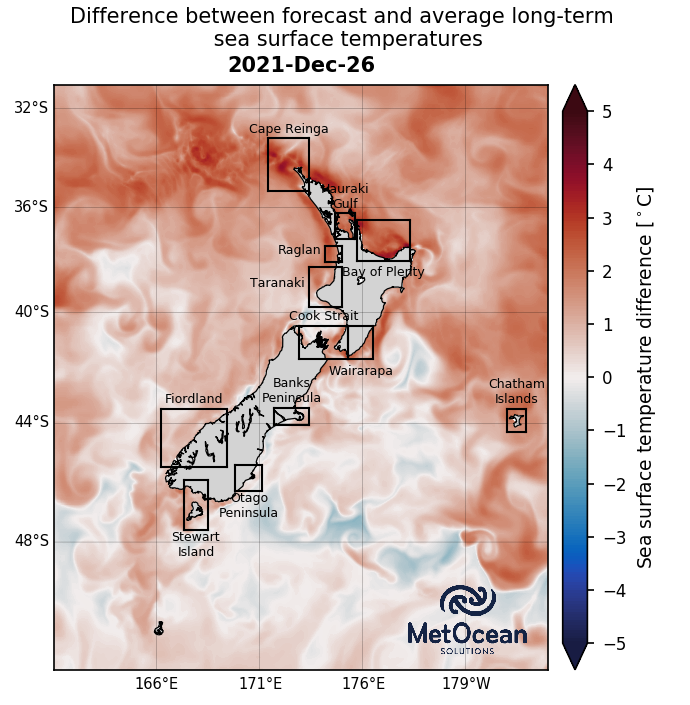 Difference between forecast and average long-term
sea surface temperatures
2021-Dec-26
32°S
36°S
40°S
44°S
48°S
Cape Reinga
Hauraki
Gulf
Raglan
Bay of Plenty
Taranaki
Cook Strait
Wairarapa
Banks
Peninsula
Fiordland
Chatham
Islands
Otago
Peninsula
Stewart
Island
MetOcean
SOLUTIONS
166°E
171°E
176°E
179°W
5
4
3
2
1
0
−1
−2
−3
−4
−5
Sea surface temperature difference [°C]